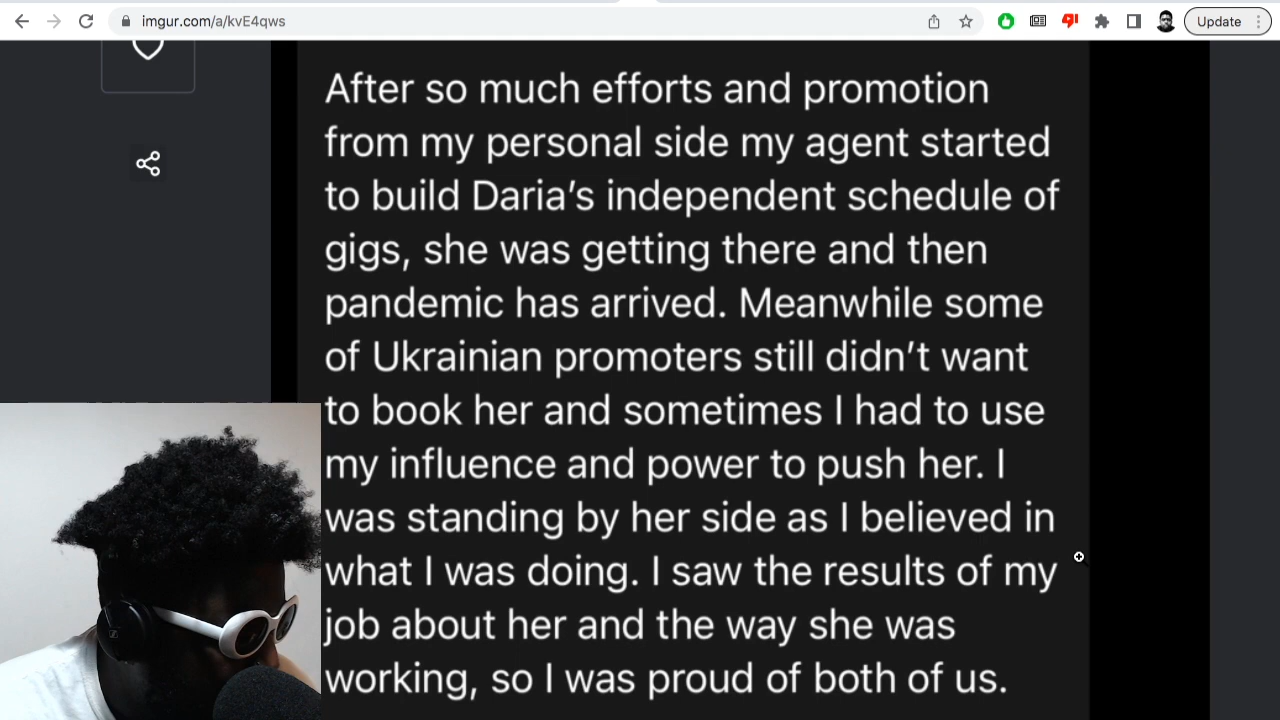 imgur.com/a/kvE4qws
Update
After so much efforts and promotion
from my personal side my agent started
to build Daria’s independent schedule of
gigs, she was getting there and then
pandemic has arrived. Meanwhile some
of Ukrainian promoters still didn’t want
to book her and sometimes I had to use
my influence and power to push her. I
was standing by her side as I believed in
what I was doing. I saw the results of my
job about her and the way she was
working, so I was proud of both of us.